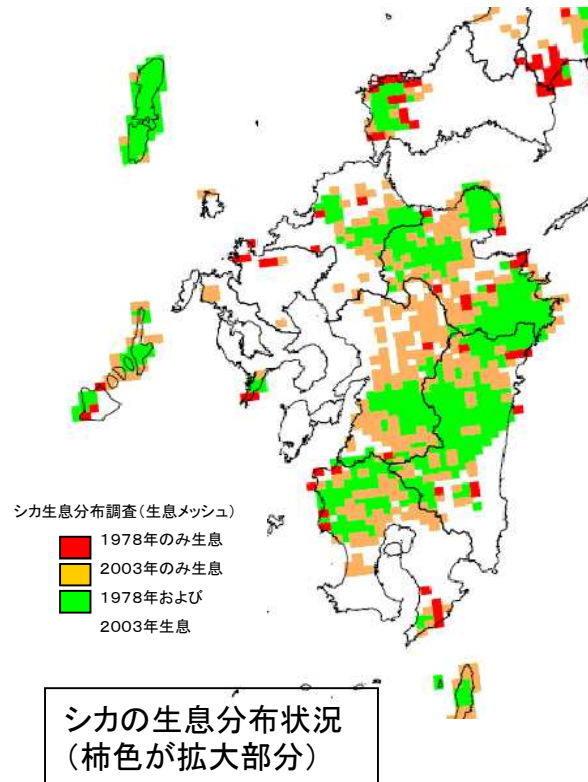 シカ生息分布調査(生息メッシュ)
1978年のみ生息
2003年のみ生息
1978年および
2003年生息
シカの生息分布状況
(柿色が拡大部分)